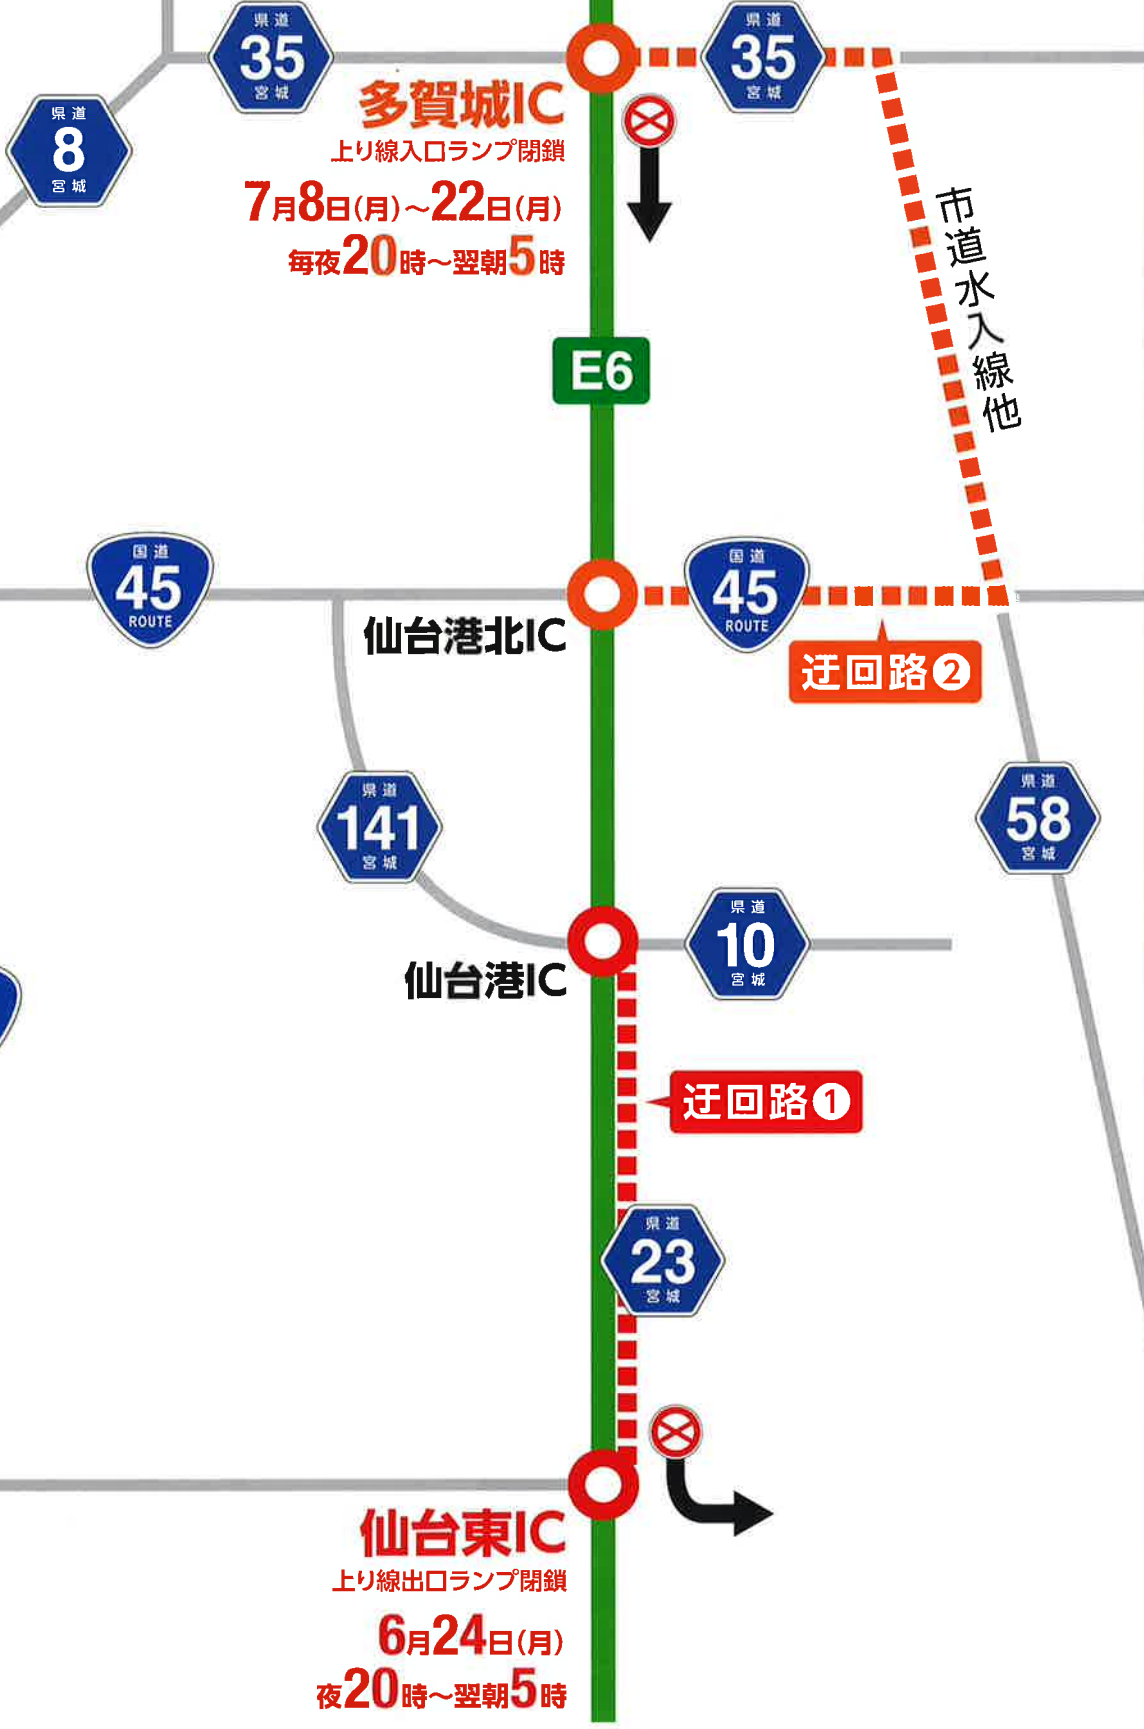 県道
35
宮城
県道
35
宮城
県道
8
宮城
多賀城IC
上り線入口ランプ閉鎖
7月8日(月)～22日(月)
毎夜20時～翌朝5時
市道水入線他
E6
国道
45
ROUTE
国道
45
ROUTE
仙台港北IC
迂回路❷
県道
141
宮城
県道
58
宮城
県道
10
宮城
仙台港IC
迂回路❶
県道
23
宮城
仙台東IC
上り線出口ランプ閉鎖
6月24日(月)
夜20時～翌朝5時